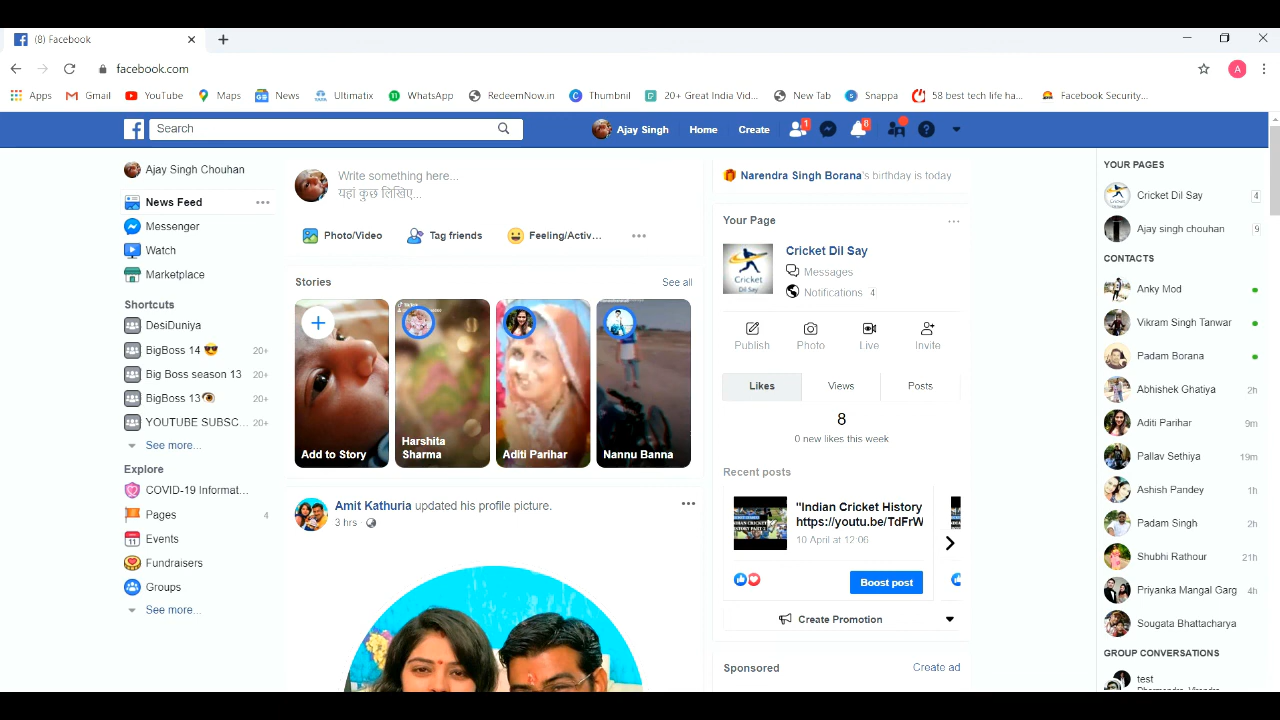 (8) Facebook
facebook.com
A
Apps
Gmail
YouTube
Maps
News
Ultimatix
WhatsApp
RedeemNow.in
Thumbnil
20+ Great India Vid...
New Tab
Snappa
58 best tech life ha...
Facebook Security...
Search
Ajay Singh
Home
Create
1
8
Ajay Singh Chouhan
News Feed
Messenger
Watch
Marketplace
Shortcuts
DesiDuniya
BigBoss 14 😎 20+
Big Boss season 13 20+
BigBoss 13👁 20+
YOUTUBE SUBSC... 20+
See more...
Explore
COVID-19 Informat...
Pages 4
Events
Fundraisers
Groups
See more...
Write something here...
यहां कुछ लिखिए...
Photo/Video
Tag friends
Feeling/Activ...
Stories
See all
Add to Story
Harshita
Sharma
Aditi Parihar
Nannu Banna
Amit Kathuria updated his profile picture.
3 hrs ·
Narendra Singh Borana's birthday is today
Your Page
Cricket Dil Say
Cricket
Dil Say
Messages
Notifications 4
Publish
Photo
Live
Invite
Likes
Views
Posts
8
0 new likes this week
Recent posts
"Indian Cricket History
https://youtu.be/TdFrW
10 April at 12:06
Boost post
Create Promotion
Sponsored
Create ad
YOUR PAGES
Cricket Dil Say 4
Ajay singh chouhan 9
CONTACTS
Anky Mod
Vikram Singh Tanwar
Padam Borana
Abhishek Ghatiya 2h
Aditi Parihar 9m
Pallav Sethiya 19m
Ashish Pandey 1h
Padam Singh 2h
Shubhi Rathour 21h
Priyanka Mangal Garg 4h
Sougata Bhattacharya
GROUP CONVERSATIONS
test